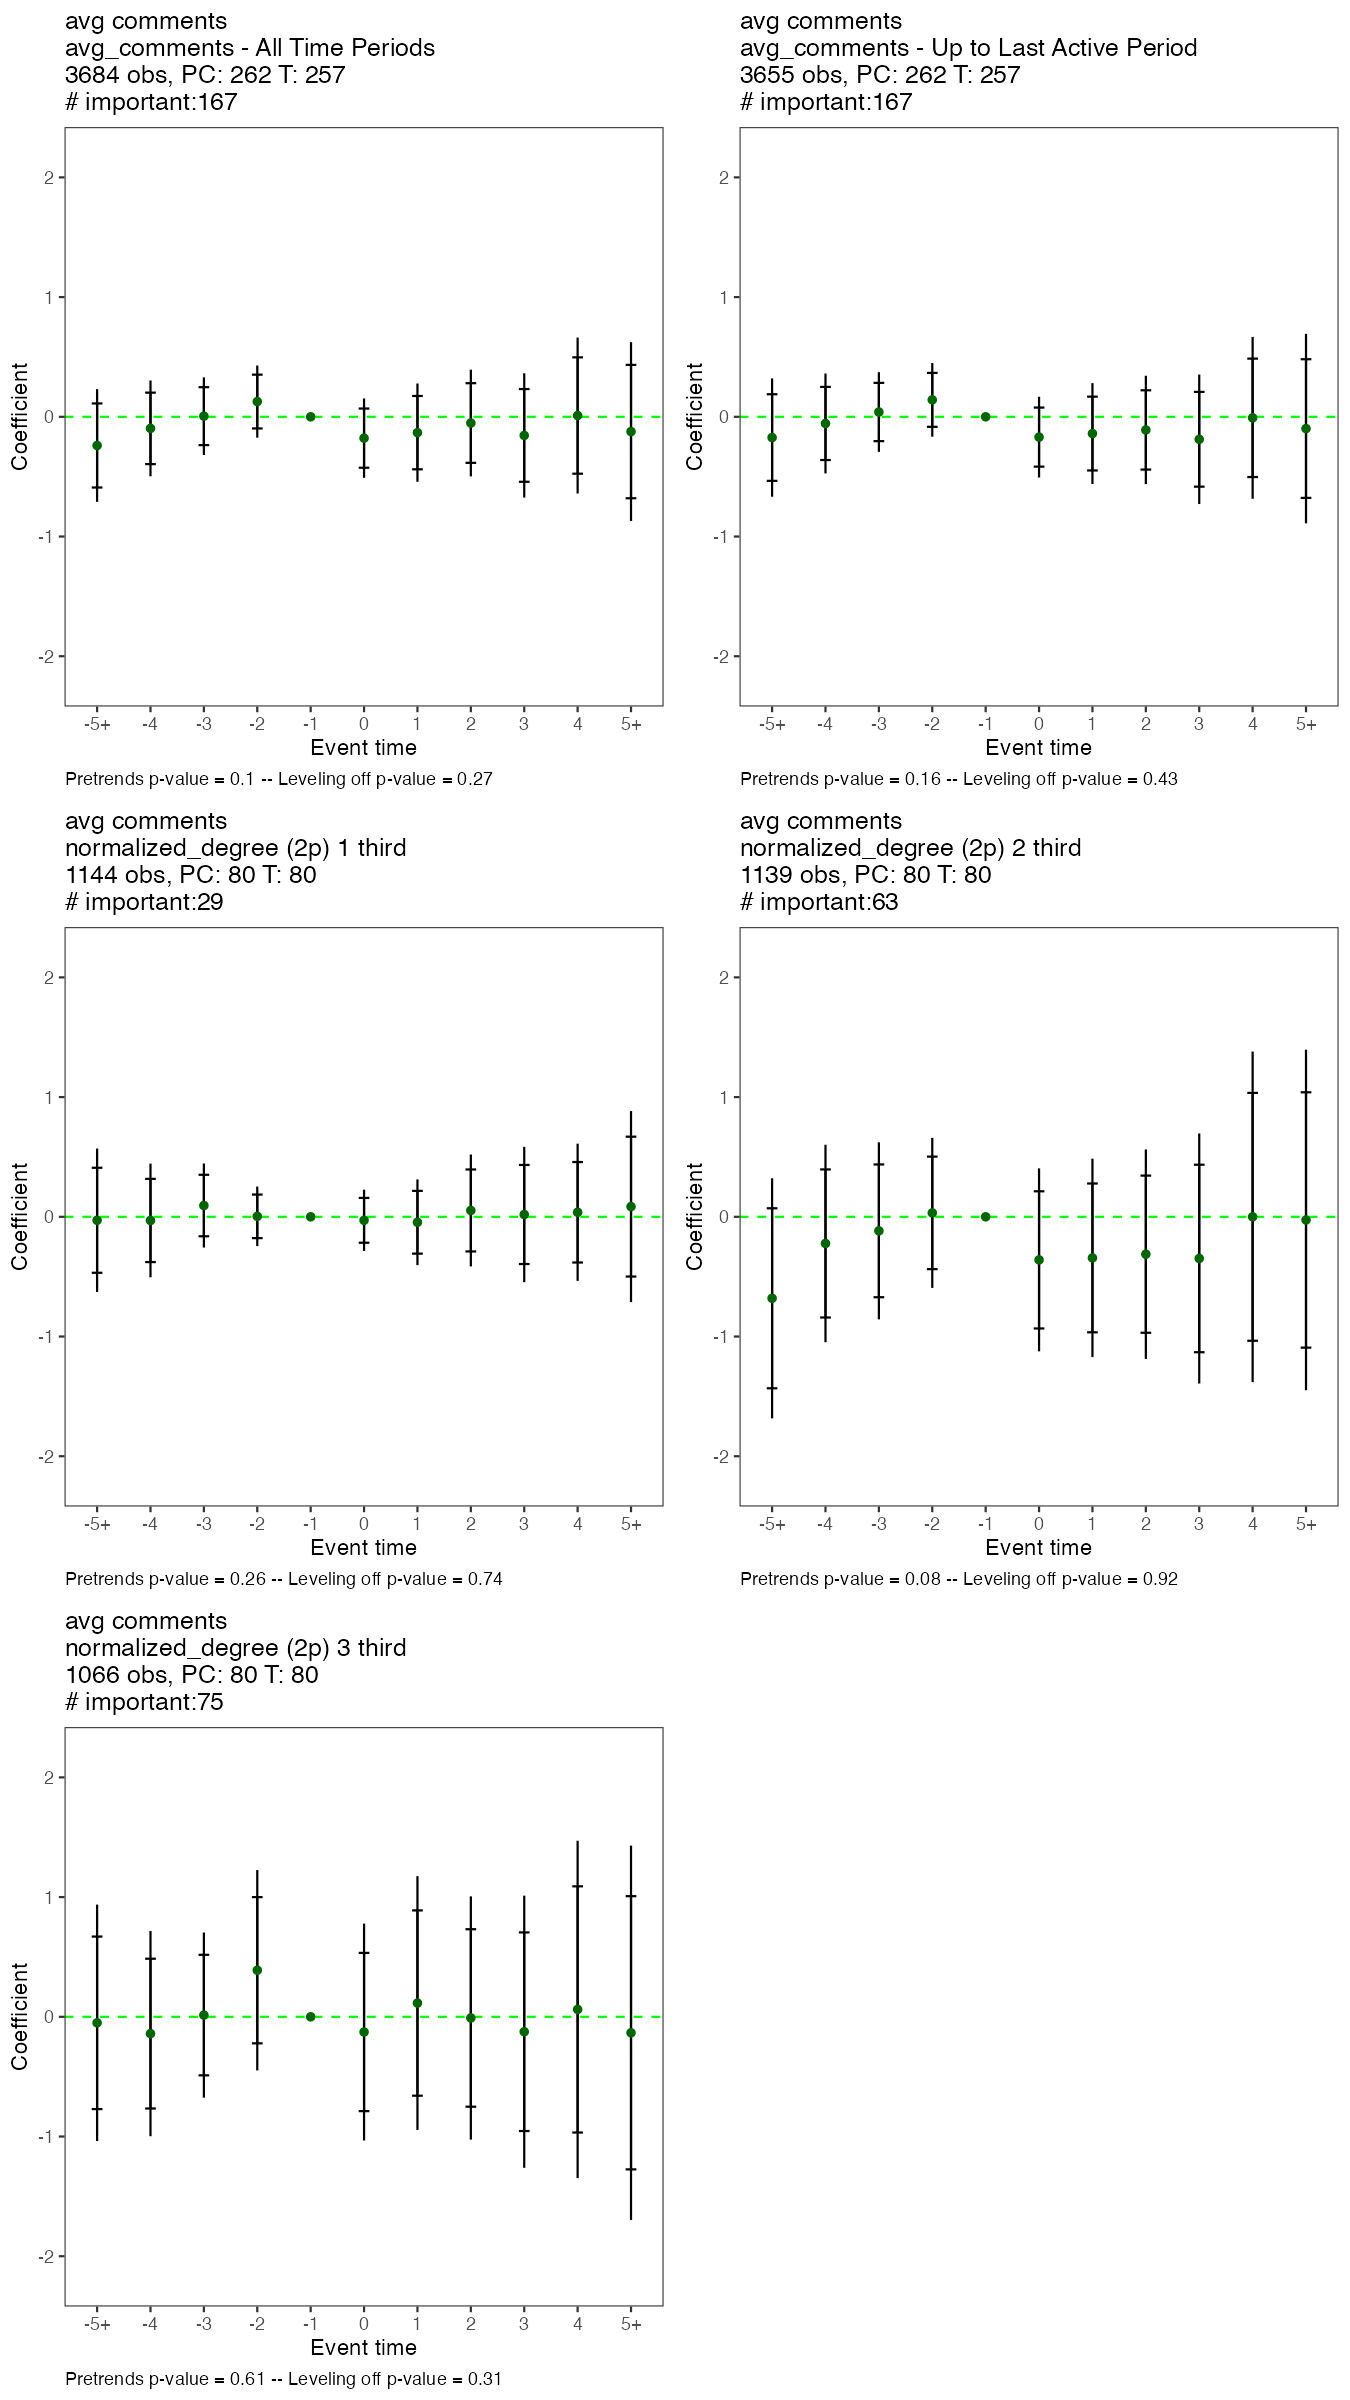 avg comments
avg_comments - All Time Periods
3684 obs, PC: 262 T: 257
# important:167
2
1
0
-1
-2
Coefficient
-5+ -4 -3 -2 -1 0 1 2 3 4 5+
Event time
Pretrends p-value = 0.1 -- Leveling off p-value = 0.27
avg comments
avg_comments - Up to Last Active Period
3655 obs, PC: 262 T: 257
# important:167
2
1
0
-1
-2
Coefficient
-5+ -4 -3 -2 -1 0 1 2 3 4 5+
Event time
Pretrends p-value = 0.16 -- Leveling off p-value = 0.43
avg comments
normalized_degree (2p) 1 third
1144 obs, PC: 80 T: 80
# important:29
2
1
0
-1
-2
Coefficient
-5+ -4 -3 -2 -1 0 1 2 3 4 5+
Event time
Pretrends p-value = 0.26 -- Leveling off p-value = 0.74
avg comments
normalized_degree (2p) 2 third
1139 obs, PC: 80 T: 80
# important:63
2
1
0
-1
-2
Coefficient
-5+ -4 -3 -2 -1 0 1 2 3 4 5+
Event time
Pretrends p-value = 0.08 -- Leveling off p-value = 0.92
avg comments
normalized_degree (2p) 3 third
1066 obs, PC: 80 T: 80
# important:75
2
1
0
-1
-2
Coefficient
-5+ -4 -3 -2 -1 0 1 2 3 4 5+
Event time
Pretrends p-value = 0.61 -- Leveling off p-value = 0.31